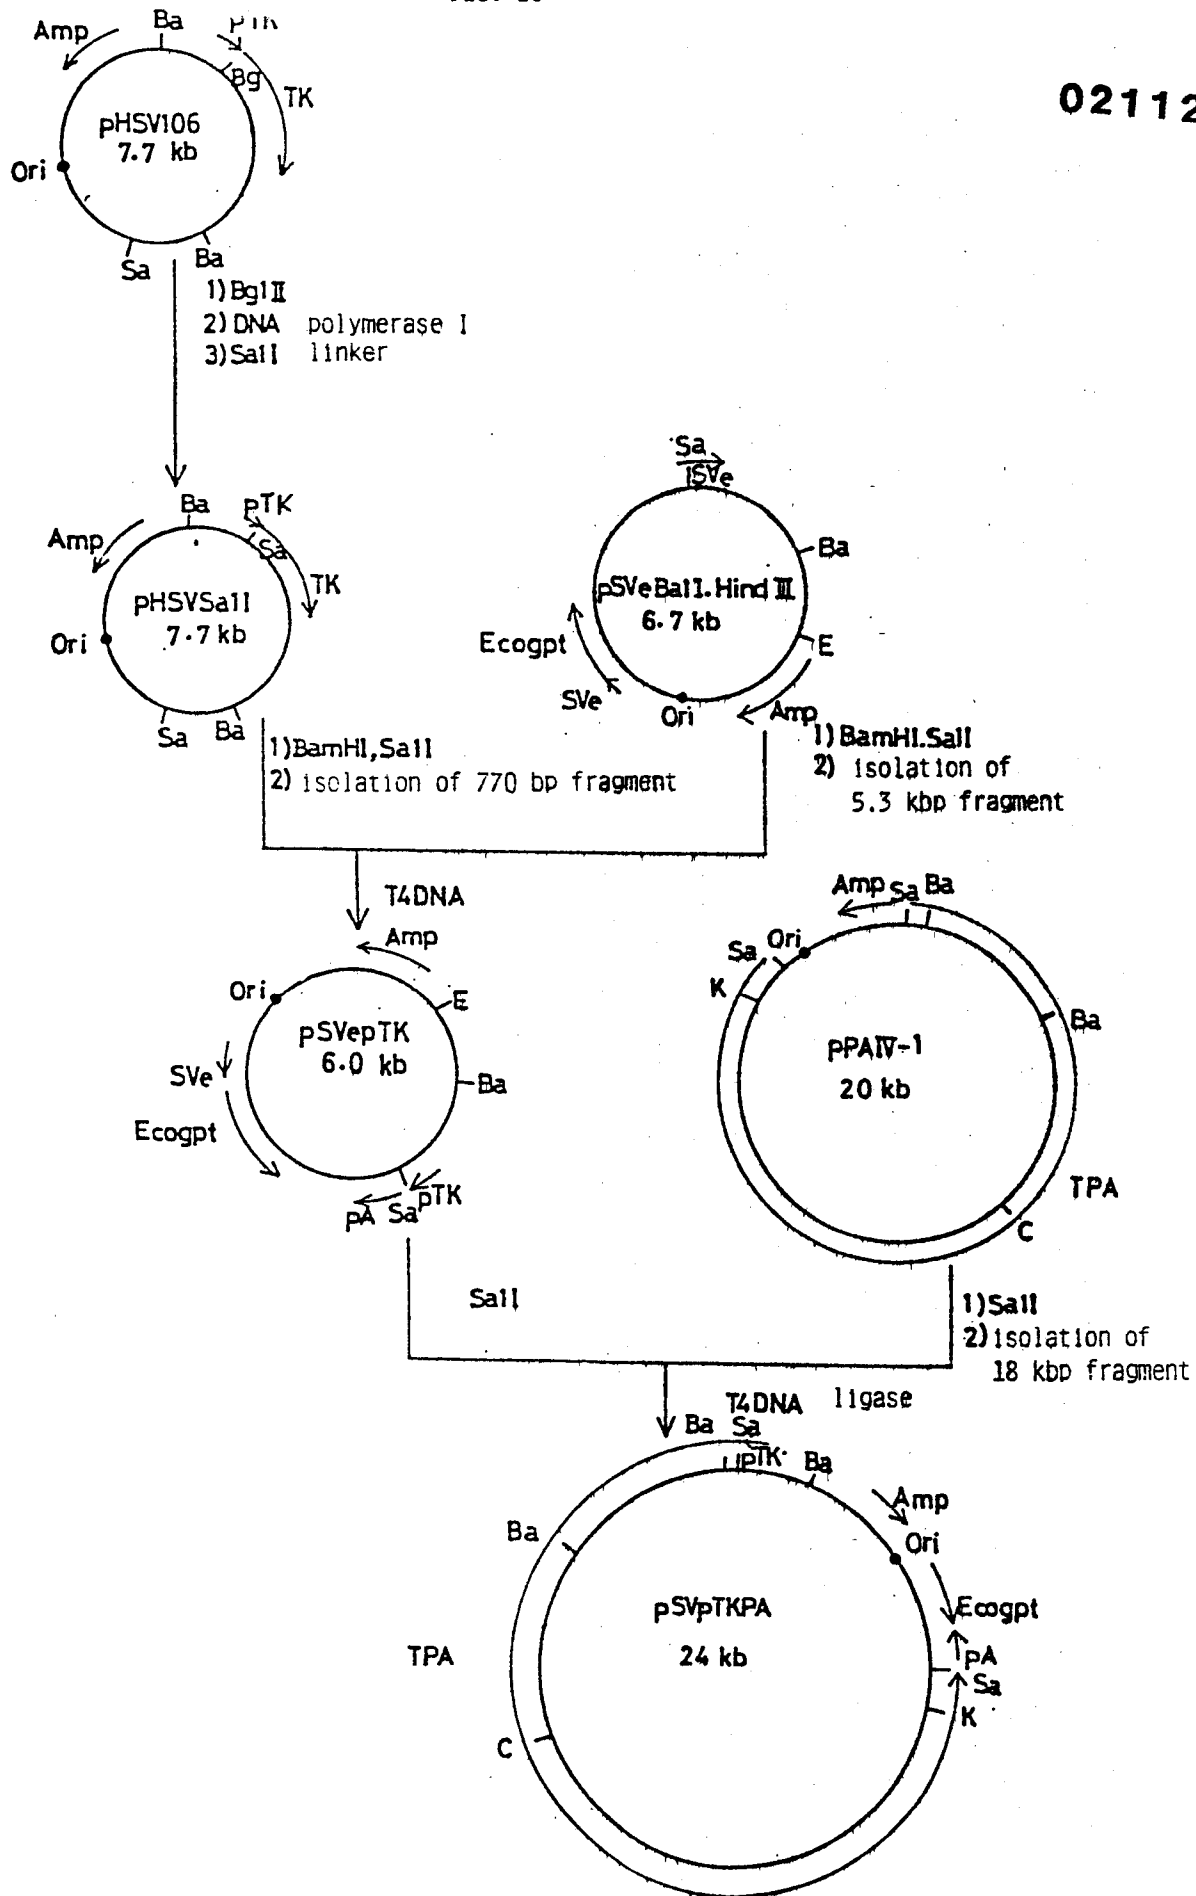 02112
Amp
Ba
pTK
Bg
TK
pHSV106
7.7 kb
Ori
Sa
Ba
1) BglII
2) DNA polymerase I
3) SalI linker
Ba
pTK
Amp
Sa
TK
pHSVSalI
7.7 kb
Ori
Sa
Ba
Sa
SVe
Ba
pSVeBalI.Hind III
6.7 kb
E
Ecogpt
SVe
Ori
Amp
1) BamHI, SalI
2) isolation of 770 bp fragment
1) BamHI.SalI
2) isolation of
5.3 kbp fragment
T4DNA
Amp
Ori
E
pSVepTK
6.0 kb
SVe
Ba
Ecogpt
pA
Sa
pTK
Amp
Sa
Ba
Sa
Ori
K
Ba
pPAIV-1
20 kb
TPA
C
SalI
1) SalI
2) isolation of
18 kbp fragment
T4DNA ligase
Ba
Sa
pTK
Ba
Amp
Ori
Ba
pSVpTKPA
24 kb
Ecogpt
pA
Sa
K
TPA
C